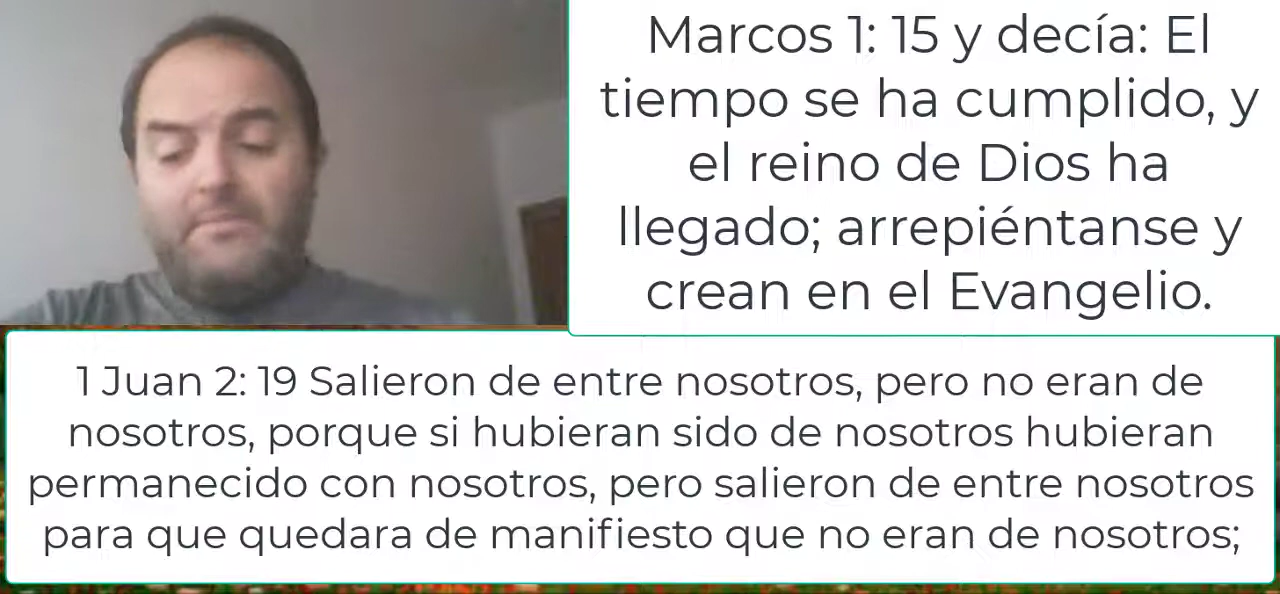 Marcos 1: 15 y decía: El
tiempo se ha cumplido, y
el reino de Dios ha
llegado; arrepiéntanse y
crean en el Evangelio.
1 Juan 2: 19 Salieron de entre nosotros, pero no eran de
nosotros, porque si hubieran sido de nosotros hubieran
permanecido con nosotros, pero salieron de entre nosotros
para que quedara de manifiesto que no eran de nosotros;